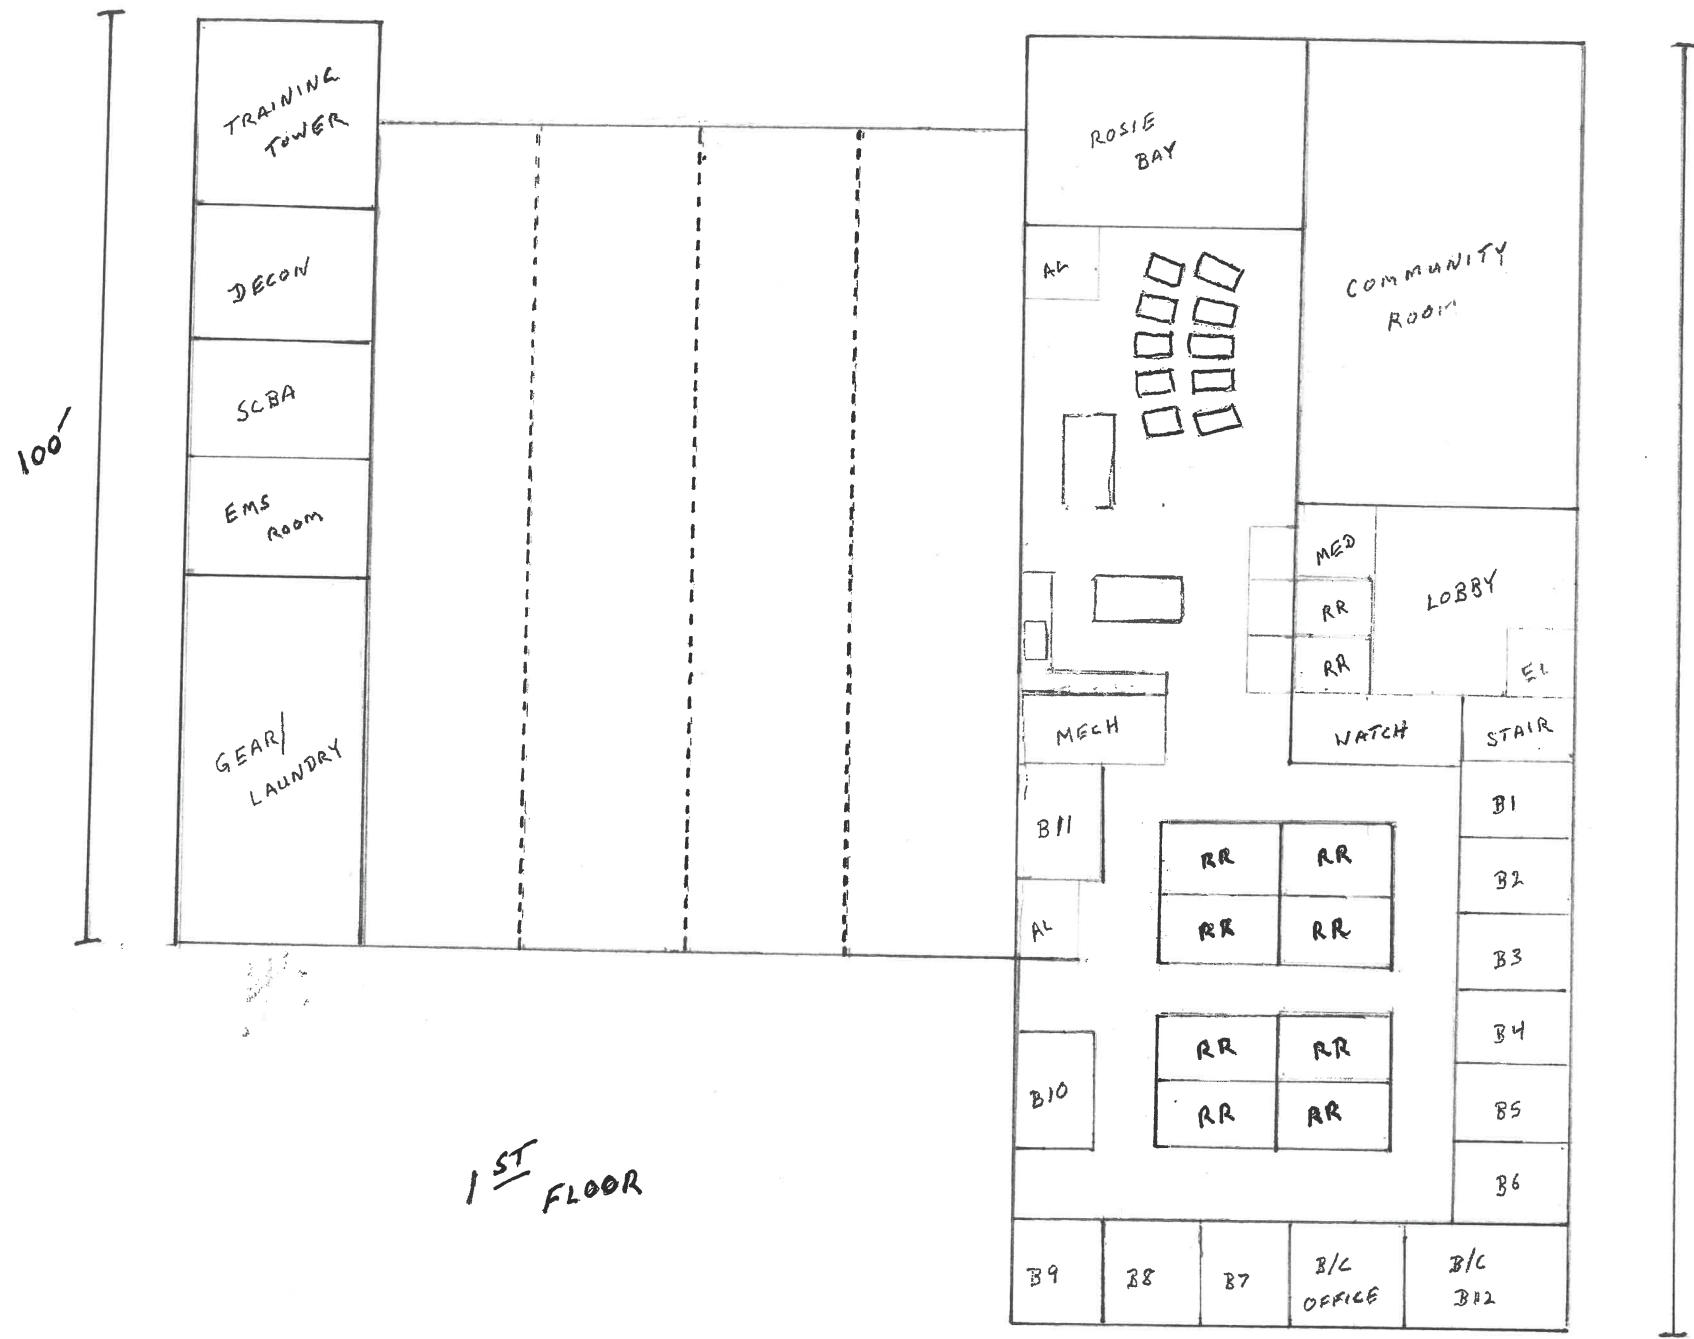 TRAINING
TOWER
DECON
SCBA
EMS
ROOM
GEAR/
LAUNDRY
100'
ROSIE
BAY
COMMUNITY
ROOM
AL
MED
RR
RR
LOBBY
EL
MECH
WATCH
STAIR
B11
AL
RR
RR
RR
RR
B1
B2
B3
B10
RR
RR
RR
RR
B4
B5
B6
B9
B8
B7
B/C
OFFICE
B/C
B12
1ST
FLOOR